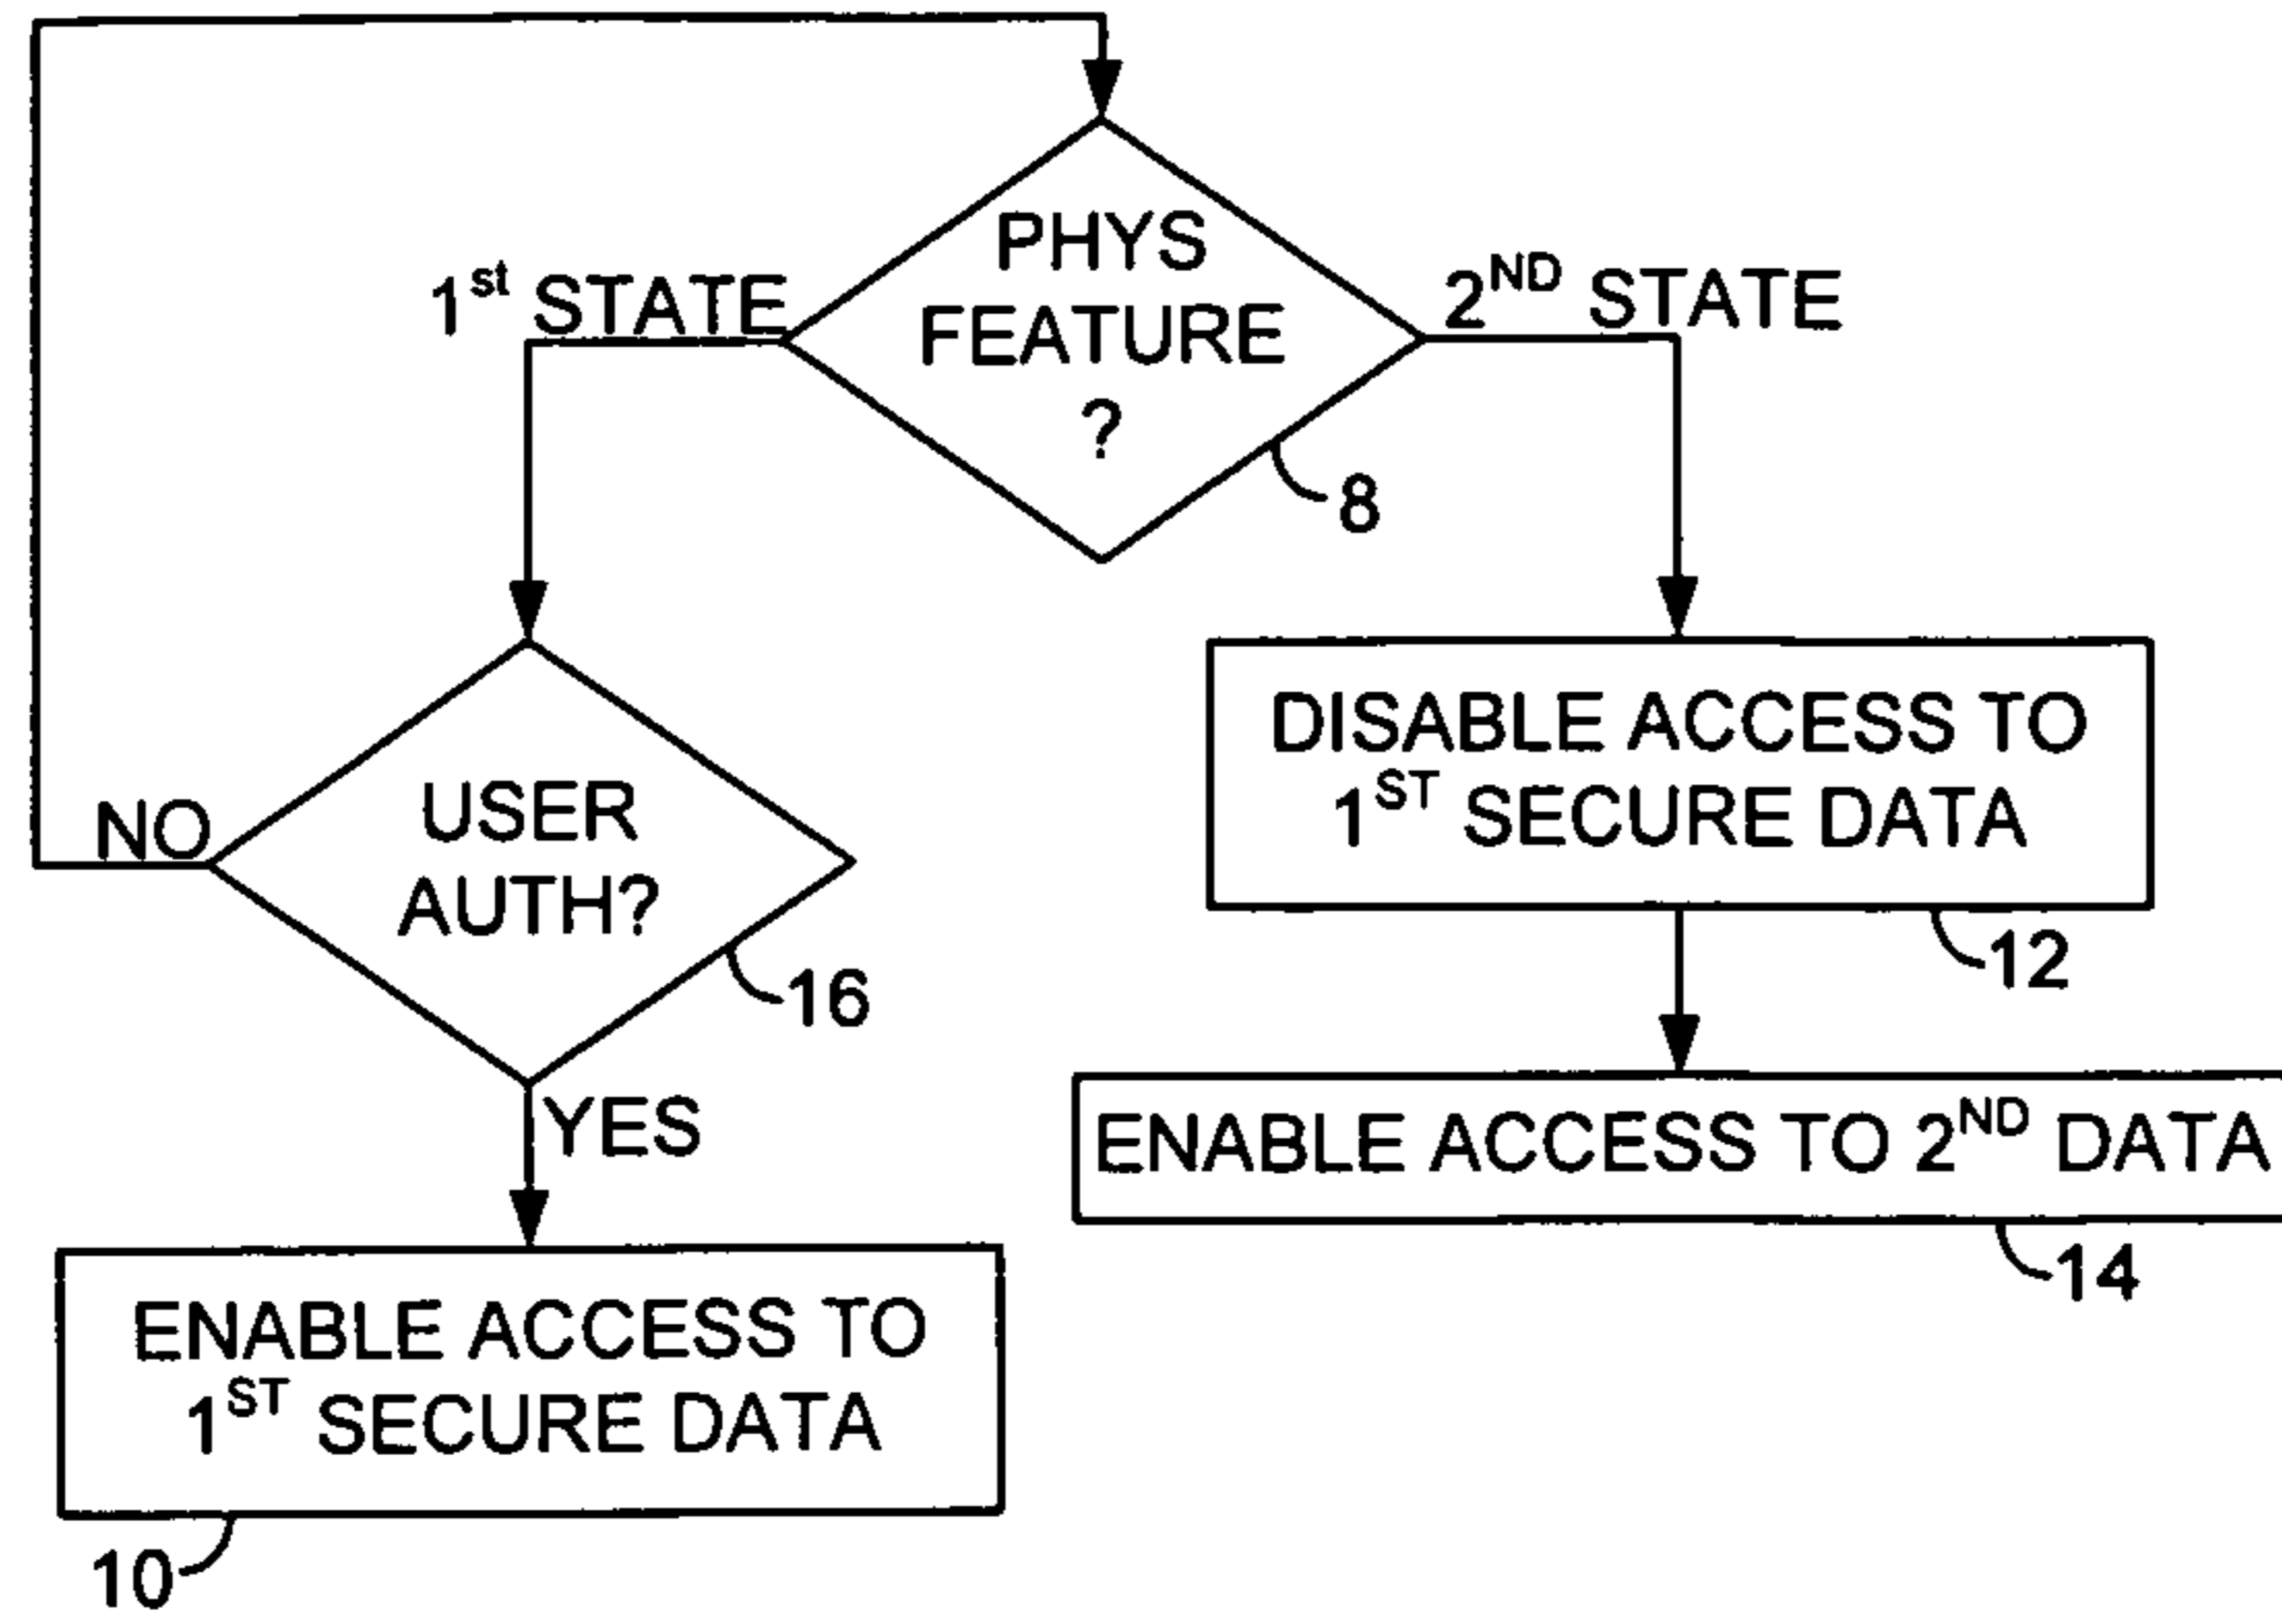 PHYS
FEATURE
?
1st STATE
2ND STATE
8
USER
AUTH?
NO
16
YES
DISABLE ACCESS TO
1ST SECURE DATA
12
ENABLE ACCESS TO 2ND DATA
14
ENABLE ACCESS TO
1ST SECURE DATA
10